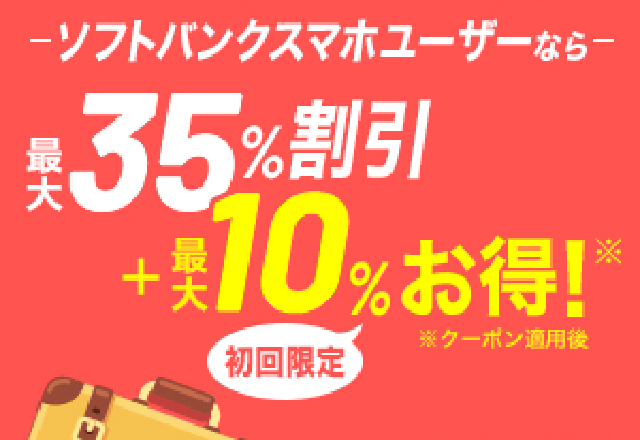 ソフトバンクスマホユーザーなら
最大35%割引
+最大10%お得!※
※クーポン適用後
初回限定